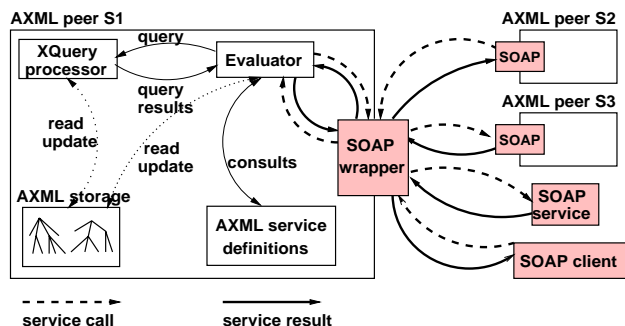 AXML peer S1
AXML peer S2
query
XQuery
processor
Evaluator
SOAP
query
results
AXML peer S3
read
update
read
update
SOAP
wrapper
SOAP
consults
AXML storage
AXML service
definitions
SOAP
service
SOAP client
service call
service result